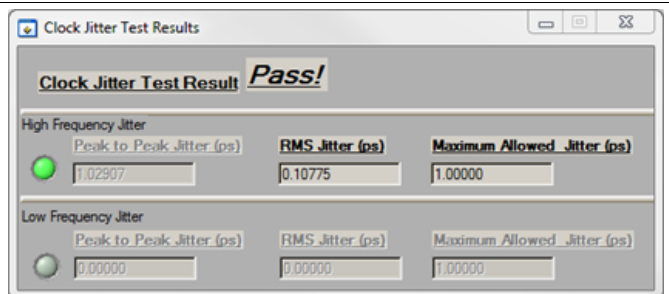 Clock Jitter Test Results
Clock Jitter Test Result Pass!
High Frequency Jitter
Peak to Peak Jitter (ps) RMS Jitter (ps) Maximum Allowed Jitter (ps)
1.02907 0.10775 1.00000
Low Frequency Jitter
Peak to Peak Jitter (ps) RMS Jitter (ps) Maximum Allowed Jitter (ps)
0.00000 0.00000 1.00000